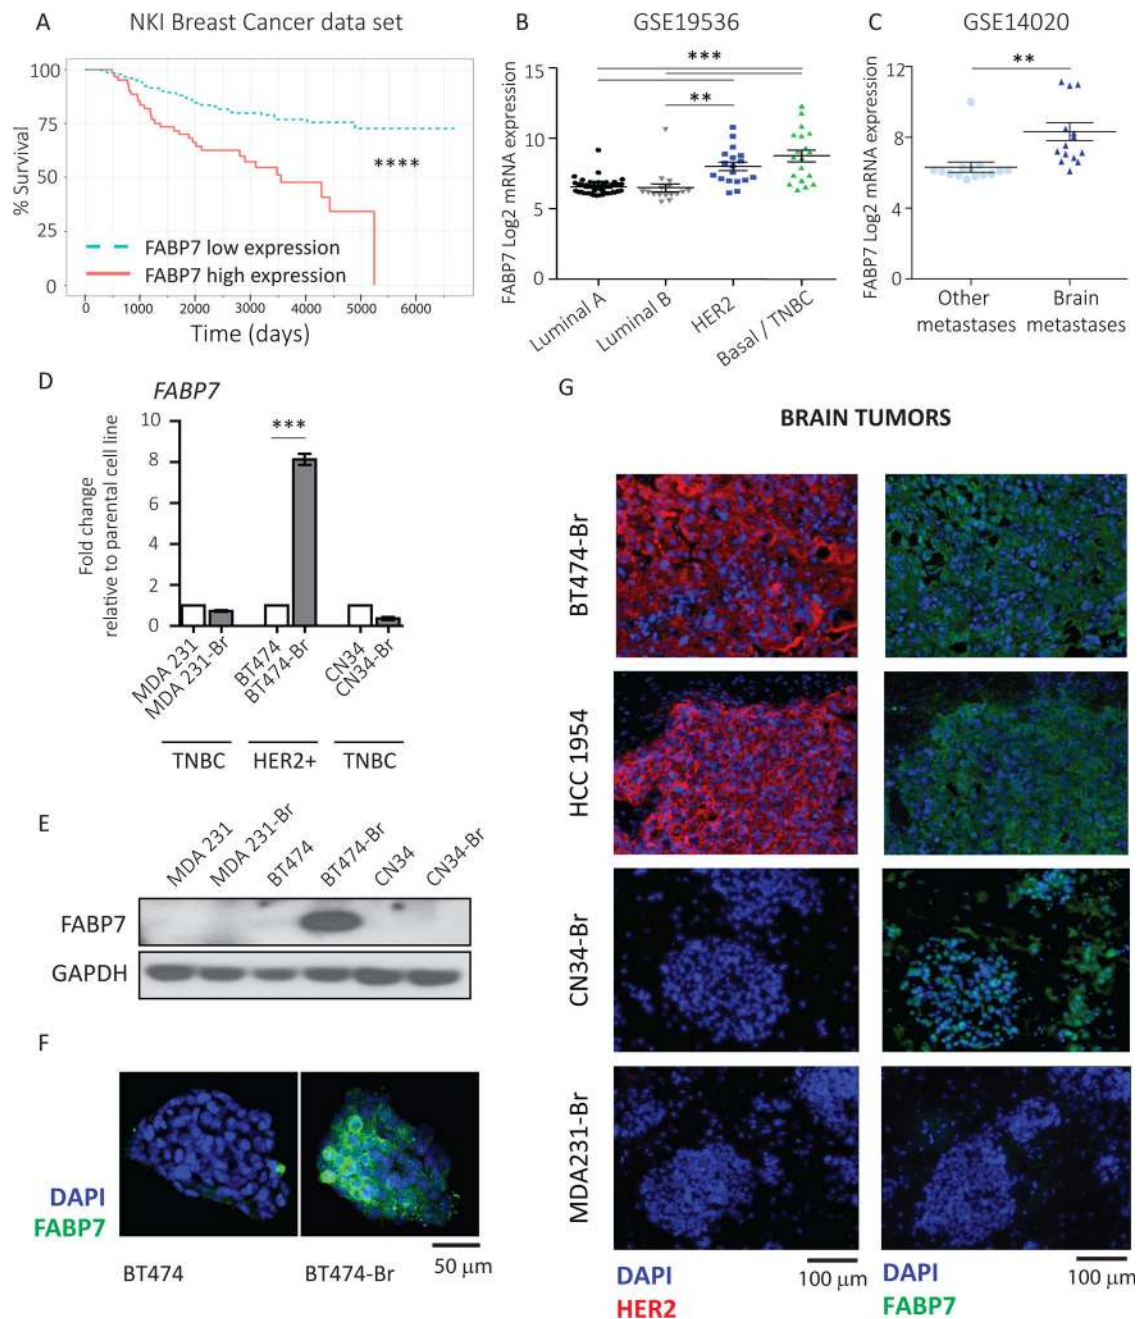 A
NKI Breast Cancer data set
100
75
50
25
0
% Survival
****
FABP7 low expression
FABP7 high expression
0
1000
2000
3000
4000
5000
6000
Time (days)
B
GSE19536
FABP7 Log2 mRNA expression
15
10
5
0
***
**
Luminal A
Luminal B
HER2
Basal / TNBC
C
GSE14020
FABP7 Log2 mRNA expression
12
8
4
0
**
Other metastases
Brain metastases
D
FABP7
Fold change
relative to parental cell line
10
8
6
4
2
0
***
MDA 231
MDA 231-Br
BT474
BT474-Br
CN34
CN34-Br
TNBC
HER2+
TNBC
E
MDA 231
MDA 231-Br
BT474
BT474-Br
CN34
CN34-Br
FABP7
GAPDH
F
DAPI
FABP7
BT474
BT474-Br
50 µm
G
BRAIN TUMORS
BT474-Br
HCC 1954
CN34-Br
MDA231-Br
DAPI
HER2
100 µm
DAPI
FABP7
100 µm